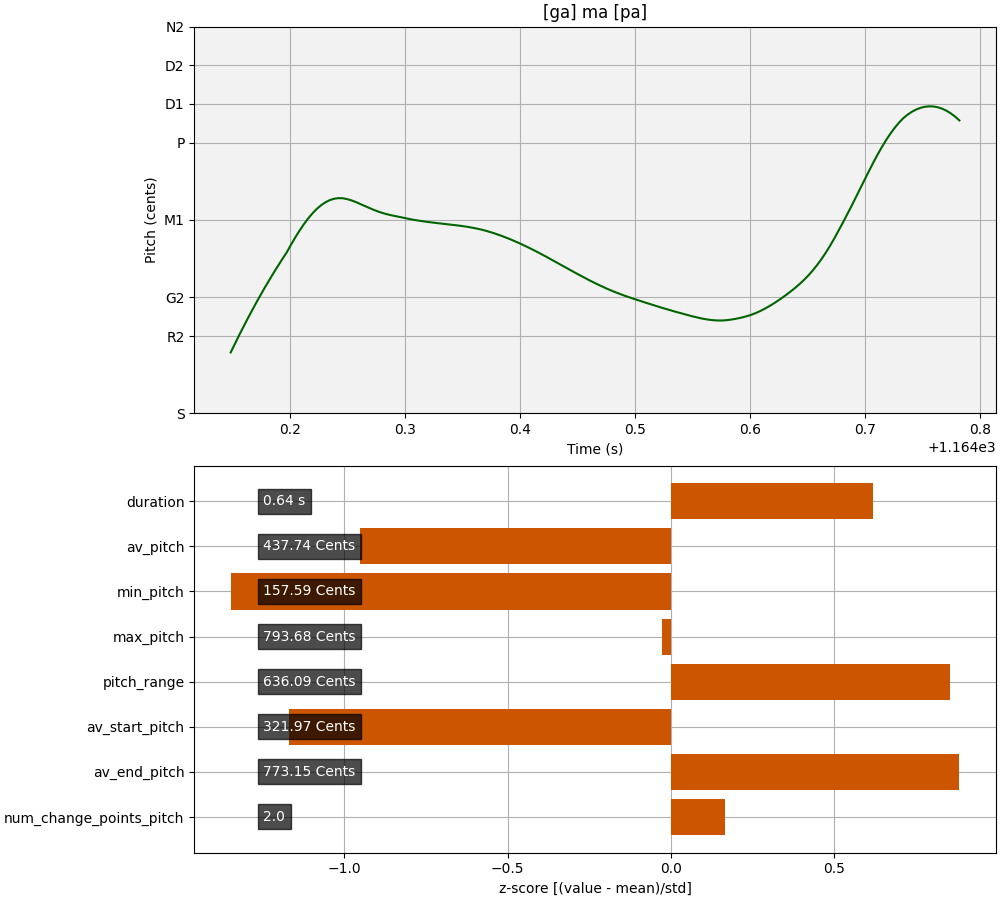 [ga] ma [pa]
N2
D2
D1
P
M1
G2
R2
S
Pitch (cents)
0.2 0.3 0.4 0.5 0.6 0.7 0.8
Time (s)
+1.164e3
duration 0.64 s
av_pitch 437.74 Cents
min_pitch 157.59 Cents
max_pitch 793.68 Cents
pitch_range 636.09 Cents
av_start_pitch 321.97 Cents
av_end_pitch 773.15 Cents
num_change_points_pitch 2.0
−1.0 −0.5 0.0 0.5
z-score [(value - mean)/std]